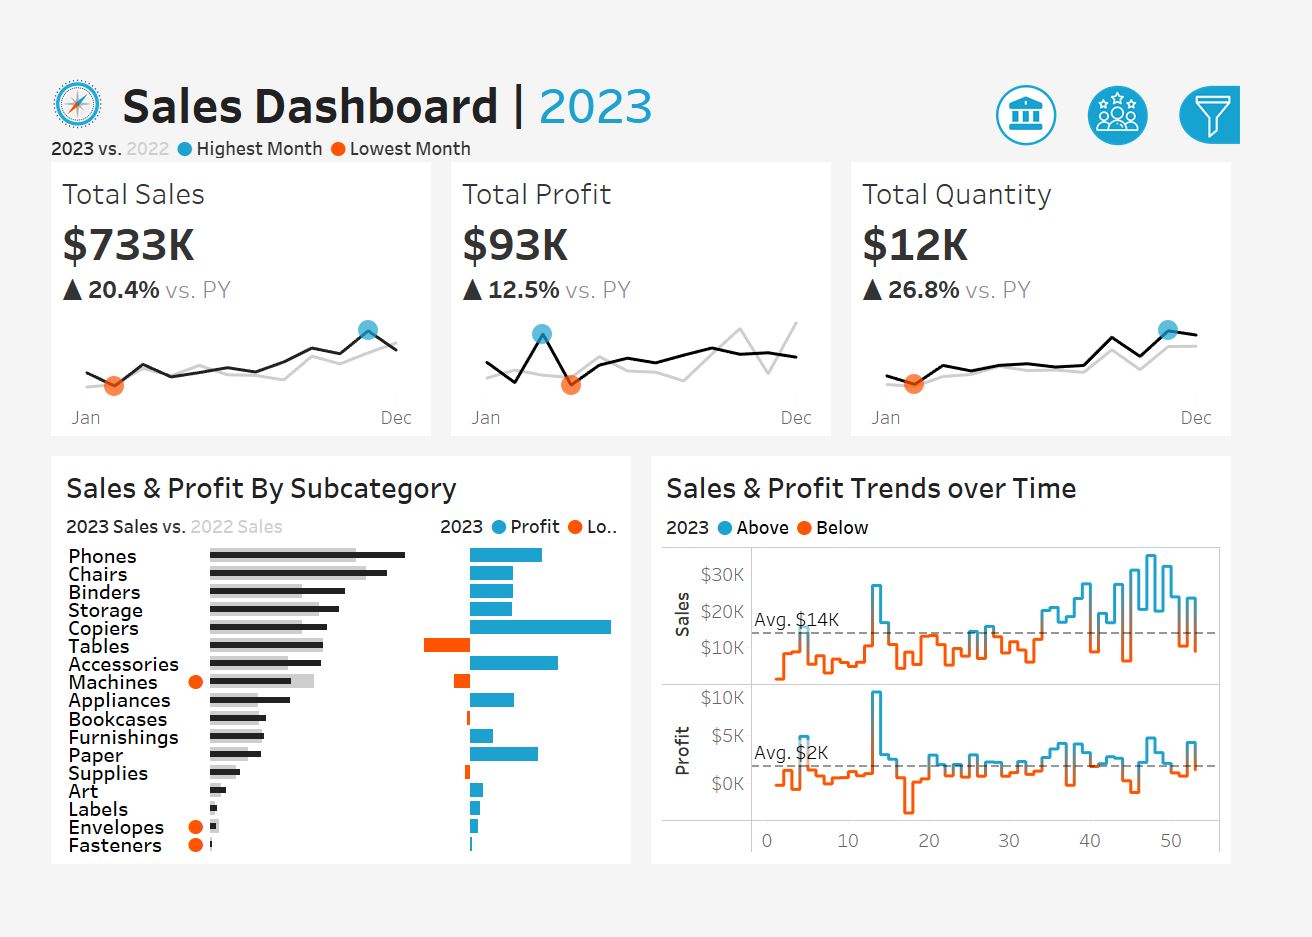 Sales Dashboard | 2023
2023 vs. 2022 Highest Month Lowest Month
Total Sales
$733K
▲ 20.4% vs. PY
Jan Dec
Total Profit
$93K
▲ 12.5% vs. PY
Jan Dec
Total Quantity
$12K
▲ 26.8% vs. PY
Jan Dec
Sales & Profit By Subcategory
2023 Sales vs. 2022 Sales 2023 Profit Lo..
Phones
Chairs
Binders
Storage
Copiers
Tables
Accessories
Machines
Appliances
Bookcases
Furnishings
Paper
Supplies
Art
Labels
Envelopes
Fasteners
Sales & Profit Trends over Time
2023 Above Below
Sales
$30K
$20K
$10K
Avg. $14K
Profit
$10K
$5K
$0K
Avg. $2K
0 10 20 30 40 50